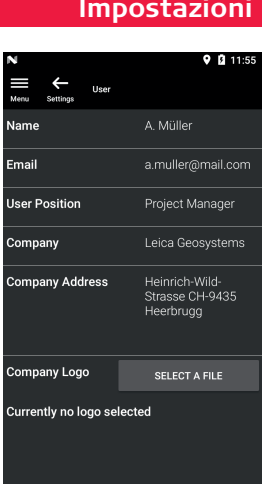 Impostazioni
11:55
Menu Settings User
Name A. Müller
Email a.muller@mail.com
User Position Project Manager
Company Leica Geosystems
Company Address Heinrich-Wild-
Strasse CH-9435
Heerbrugg
Company Logo SELECT A FILE
Currently no logo selected